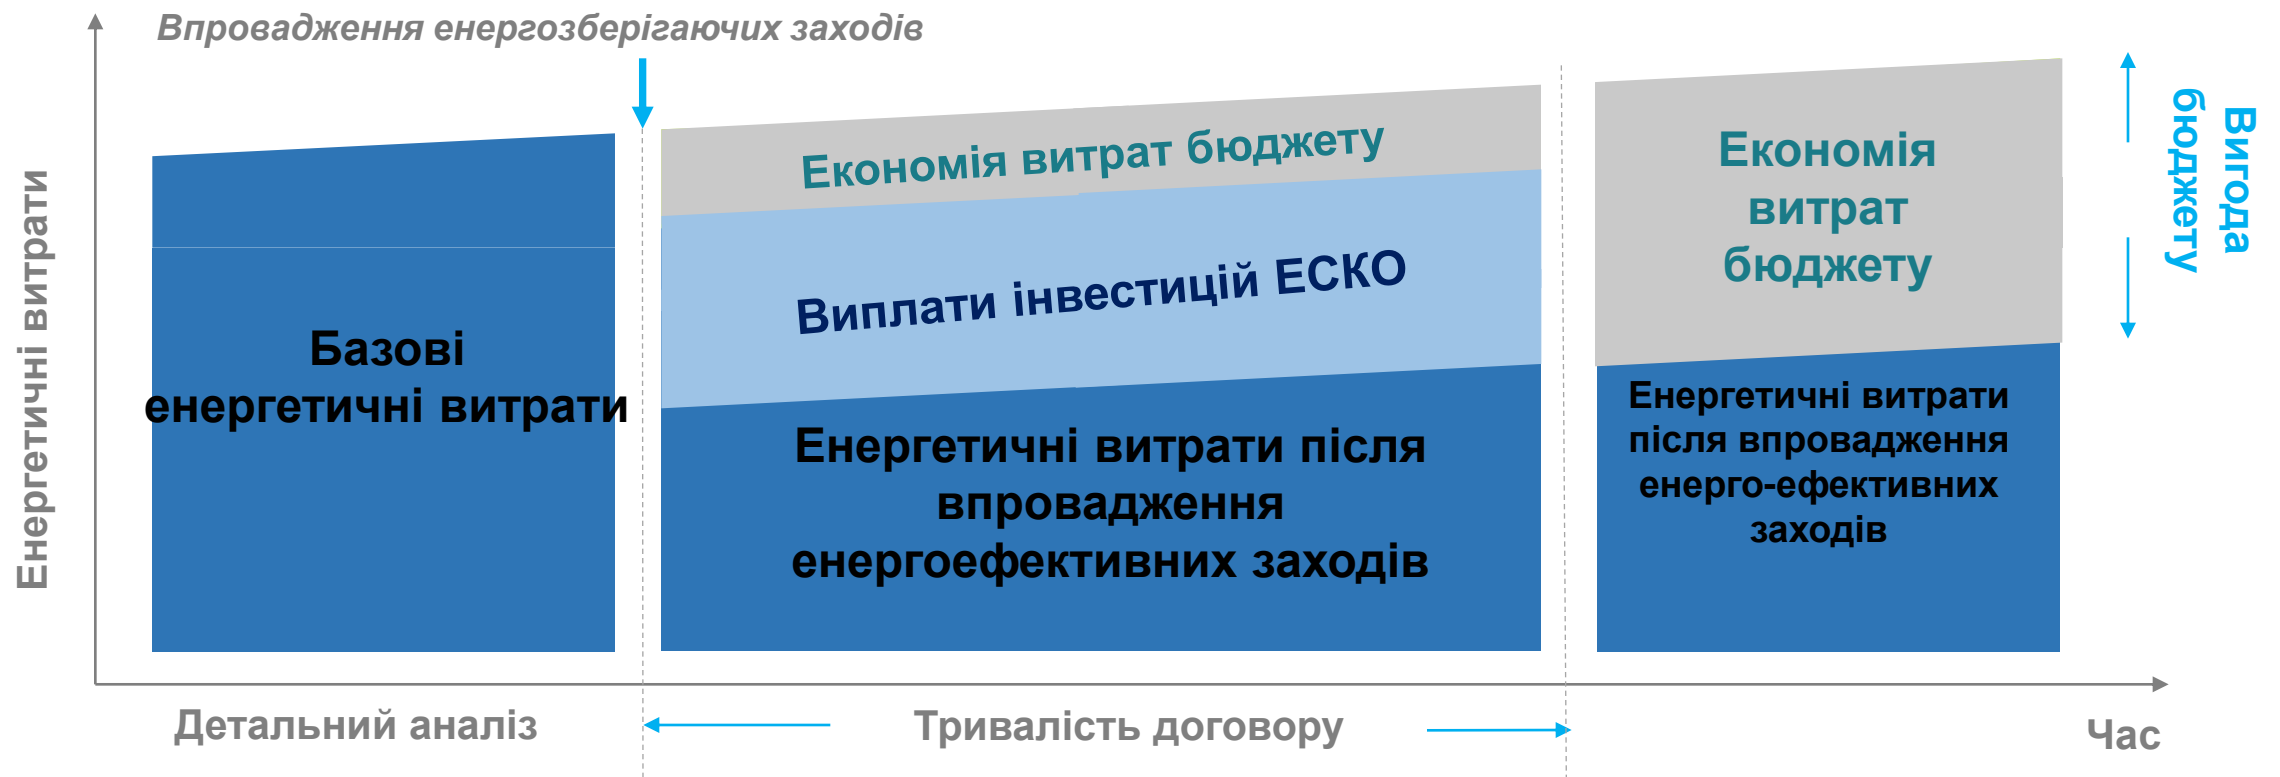 Впровадження енергозберігаючих заходів
Енергетичні витрати
Базові
енергетичні витрати
Економія витрат бюджету
Виплати інвестицій ЕСКО
Енергетичні витрати після
впровадження
енергоефективних заходів
Економія
витрат
бюджету
Енергетичні витрати
після впровадження
енерго-ефективних
заходів
Вигода
бюджету
Детальний аналіз
Тривалість договору
Час